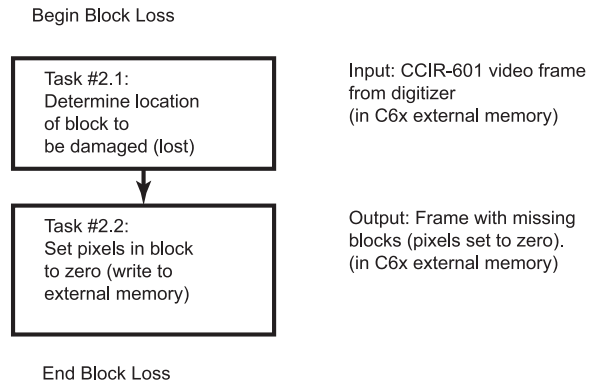 Begin Block Loss
Task #2.1:
Determine location
of block to
be damaged (lost)
Input: CCIR-601 video frame
from digitizer
(in C6x external memory)
Task #2.2:
Set pixels in block
to zero (write to
external memory)
Output: Frame with missing
blocks (pixels set to zero).
(in C6x external memory)
End Block Loss